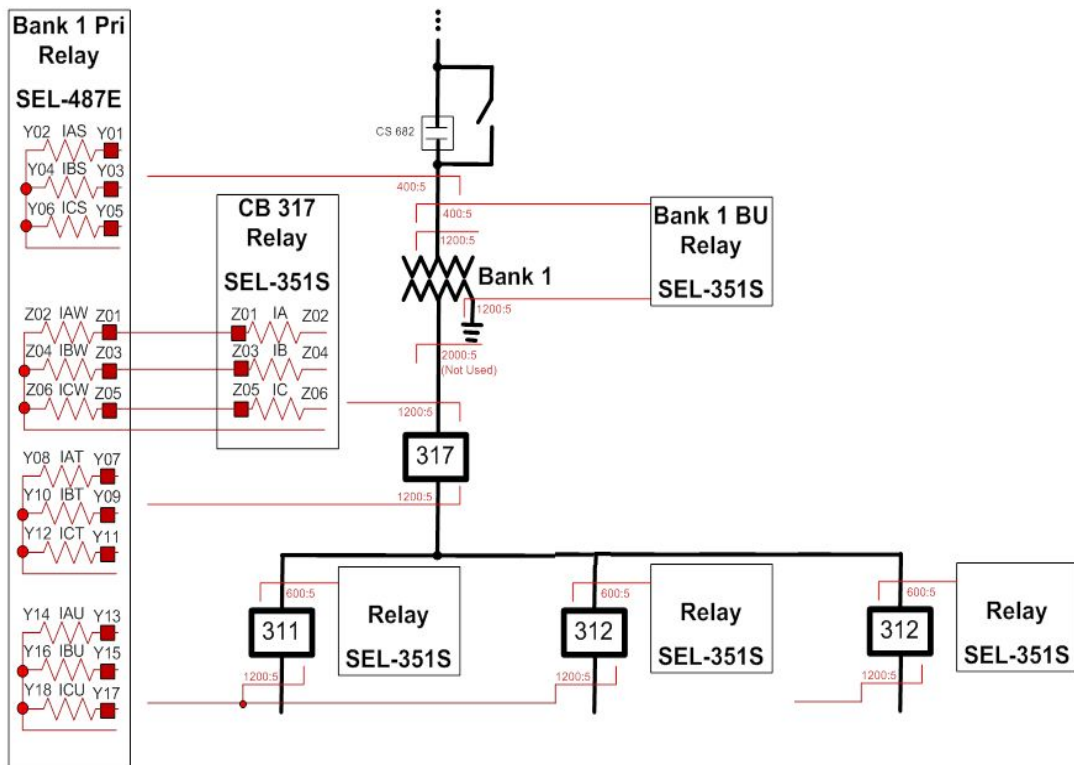 Bank 1 Pri
Relay
SEL-487E
Y02 IAS Y01
Y04 IBS Y03
Y06 ICS Y05
Z02 IAW Z01
Z04 IBW Z03
Z06 ICW Z05
Y08 IAT Y07
Y10 IBT Y09
Y12 ICT Y11
Y14 IAU Y13
Y16 IBU Y15
Y18 ICU Y17
CB 317
Relay
SEL-351S
Z01 IA Z02
Z03 IB Z04
Z05 IC Z06
CS 682
400:5
400:5
1200:5
Bank 1
1200:5
2000:5
(Not Used)
1200:5
317
1200:5
Bank 1 BU
Relay
SEL-351S
600:5
311
1200:5
Relay
SEL-351S
600:5
312
1200:5
Relay
SEL-351S
600:5
312
1200:5
Relay
SEL-351S